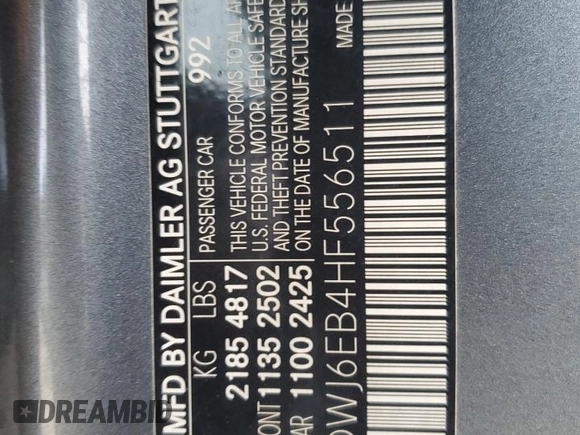 MFD BY DAIMLER AG STUTTGART
992
KG LBS
PASSENGER CAR
2185 4817
1135 2502
1100 2425
THIS VEHICLE CONFORMS TO ALL
U.S. FEDERAL MOTOR VEHICLE
AND THEFT PREVENTION STANDARD
ON THE DATE OF MANUFACTURE
WJ6EB4HF556511
MADE
DREAMBID